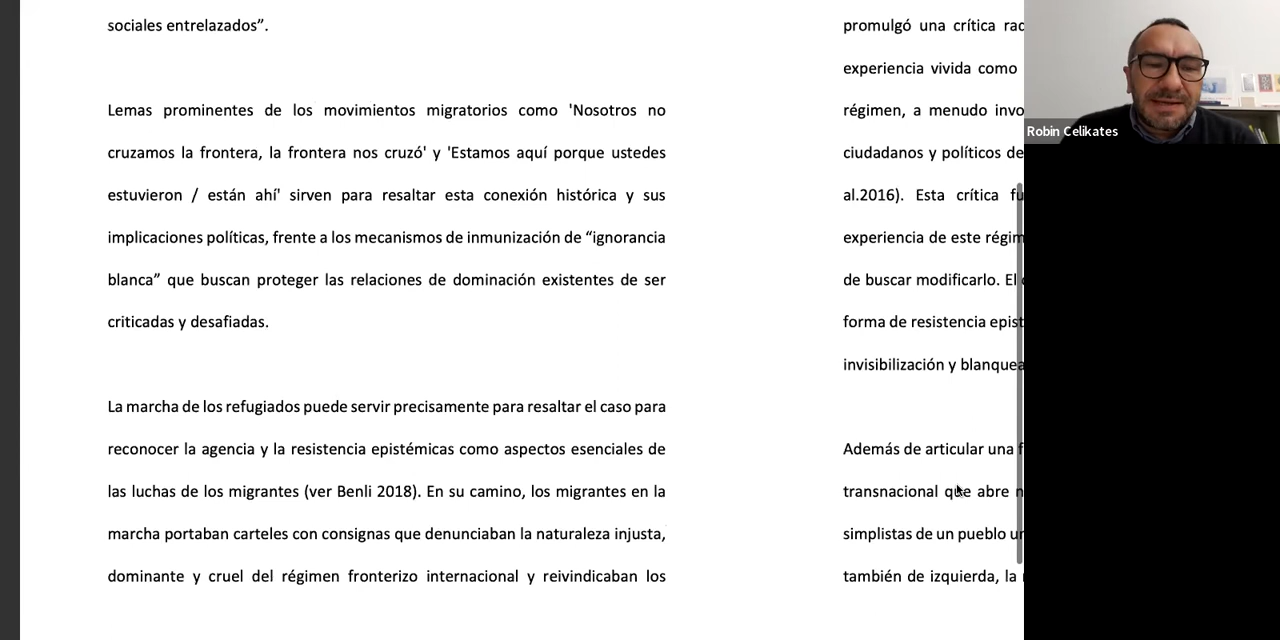 sociales entrelazados”.
Lemas prominentes de los movimientos migratorios como 'Nosotros no
cruzamos la frontera, la frontera nos cruzó' y 'Estamos aquí porque ustedes
estuvieron / están ahí' sirven para resaltar esta conexión histórica y sus
implicaciones políticas, frente a los mecanismos de inmunización de “ignorancia
blanca” que buscan proteger las relaciones de dominación existentes de ser
criticadas y desafiadas.
La marcha de los refugiados puede servir precisamente para resaltar el caso para
reconocer la agencia y la resistencia epistémicas como aspectos esenciales de
las luchas de los migrantes (ver Benli 2018). En su camino, los migrantes en la
marcha portaban carteles con consignas que denunciaban la naturaleza injusta,
dominante y cruel del régimen fronterizo internacional y reivindicaban los
promulgó una crítica
experiencia vivida como
régimen, a menudo
ciudadanos y políticos
al.2016). Esta crítica
experiencia de este
de buscar modificarlo.
forma de resistencia
invisibilización y
Además de articular una
transnacional que abre
simplistas de un pueblo
también de izquierda, la
Robin Celikates